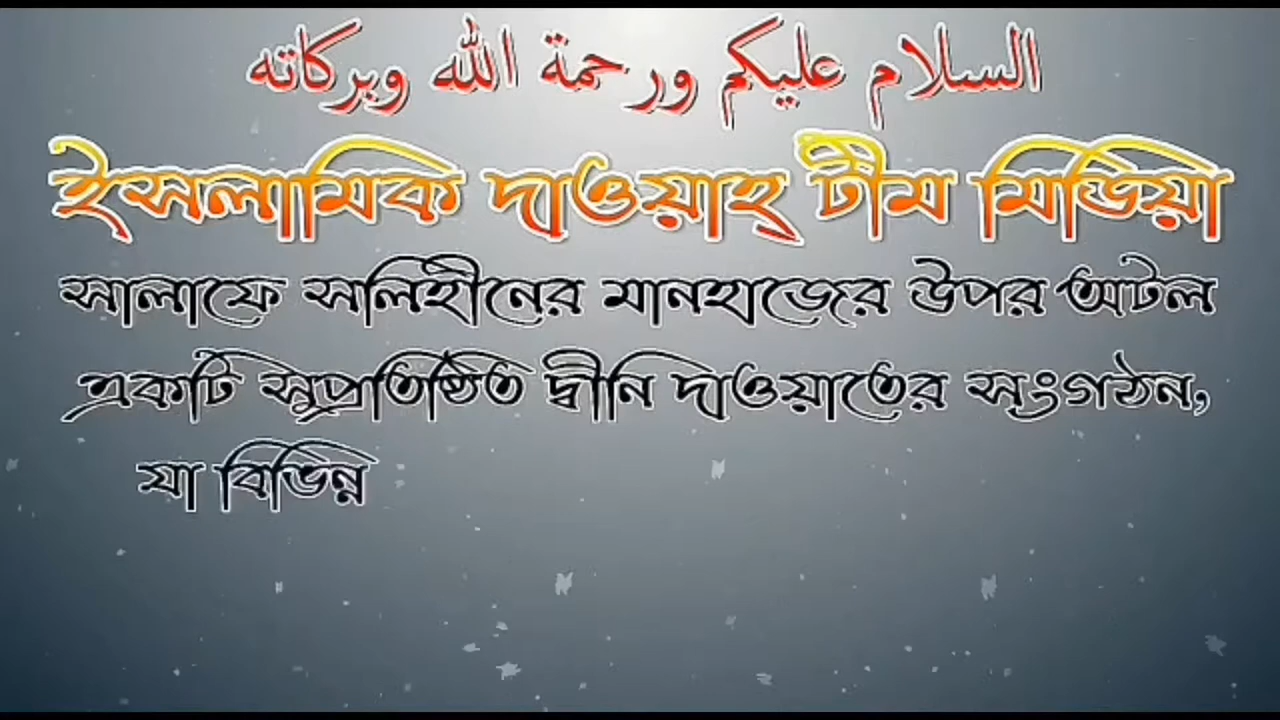 السلام عليكم ورحمة الله وبركاته
ইসলামিক দাওয়াহ্ টীম মিডিয়া
সালাফে সলিহীনের মানহাজের উপর অটল
একটি সুপ্রতিষ্ঠিত দ্বীনি দাওয়াতের সংগঠন,
যা বিভিন্ন